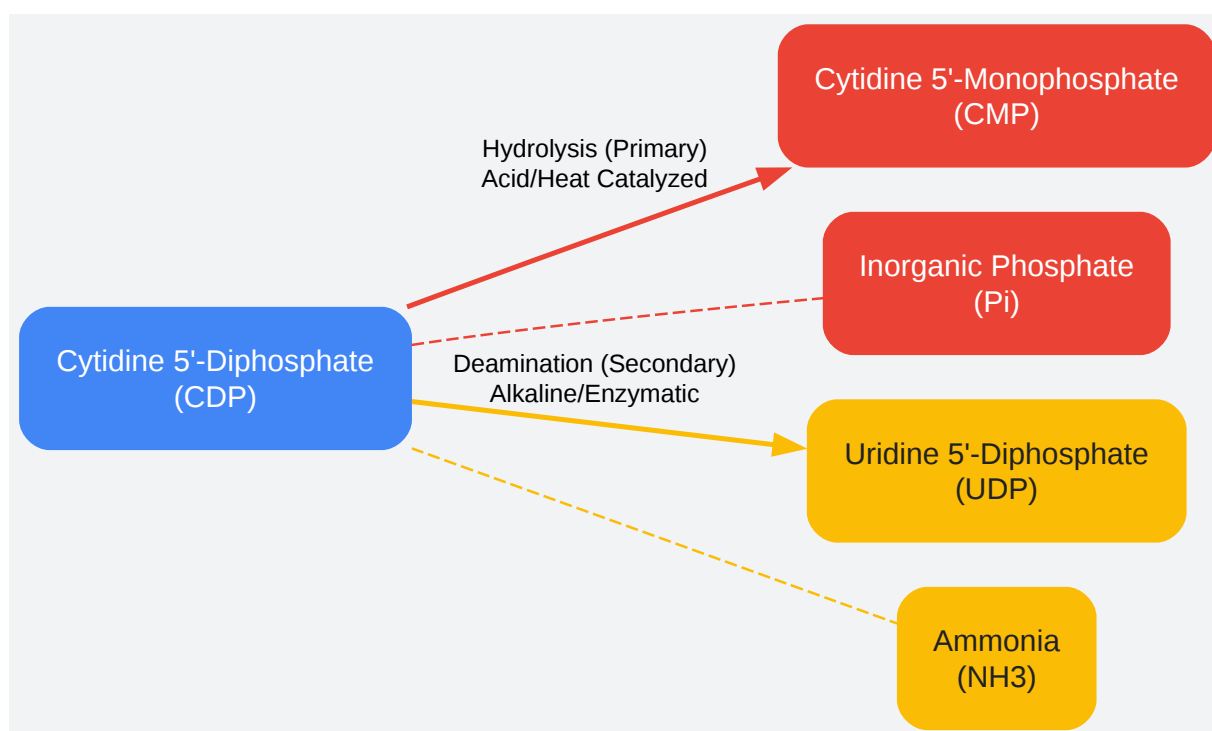 Cytidine 5'-Monophosphate
(CMP)
Hydrolysis (Primary)
Acid/Heat Catalyzed
Inorganic Phosphate
(Pi)
Cytidine 5'-Diphosphate
(CDP)
Deamination (Secondary)
Alkaline/Enzymatic
Uridine 5'-Diphosphate
(UDP)
Ammonia
(NH3)